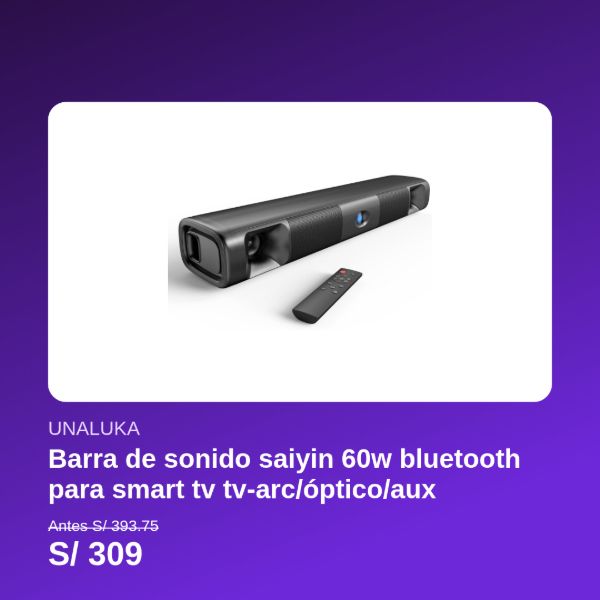 UNALUKA
Barra de sonido saiyin 60w bluetooth
para smart tv tv-arc/óptico/aux
Antes S/ 393.75
S/ 309